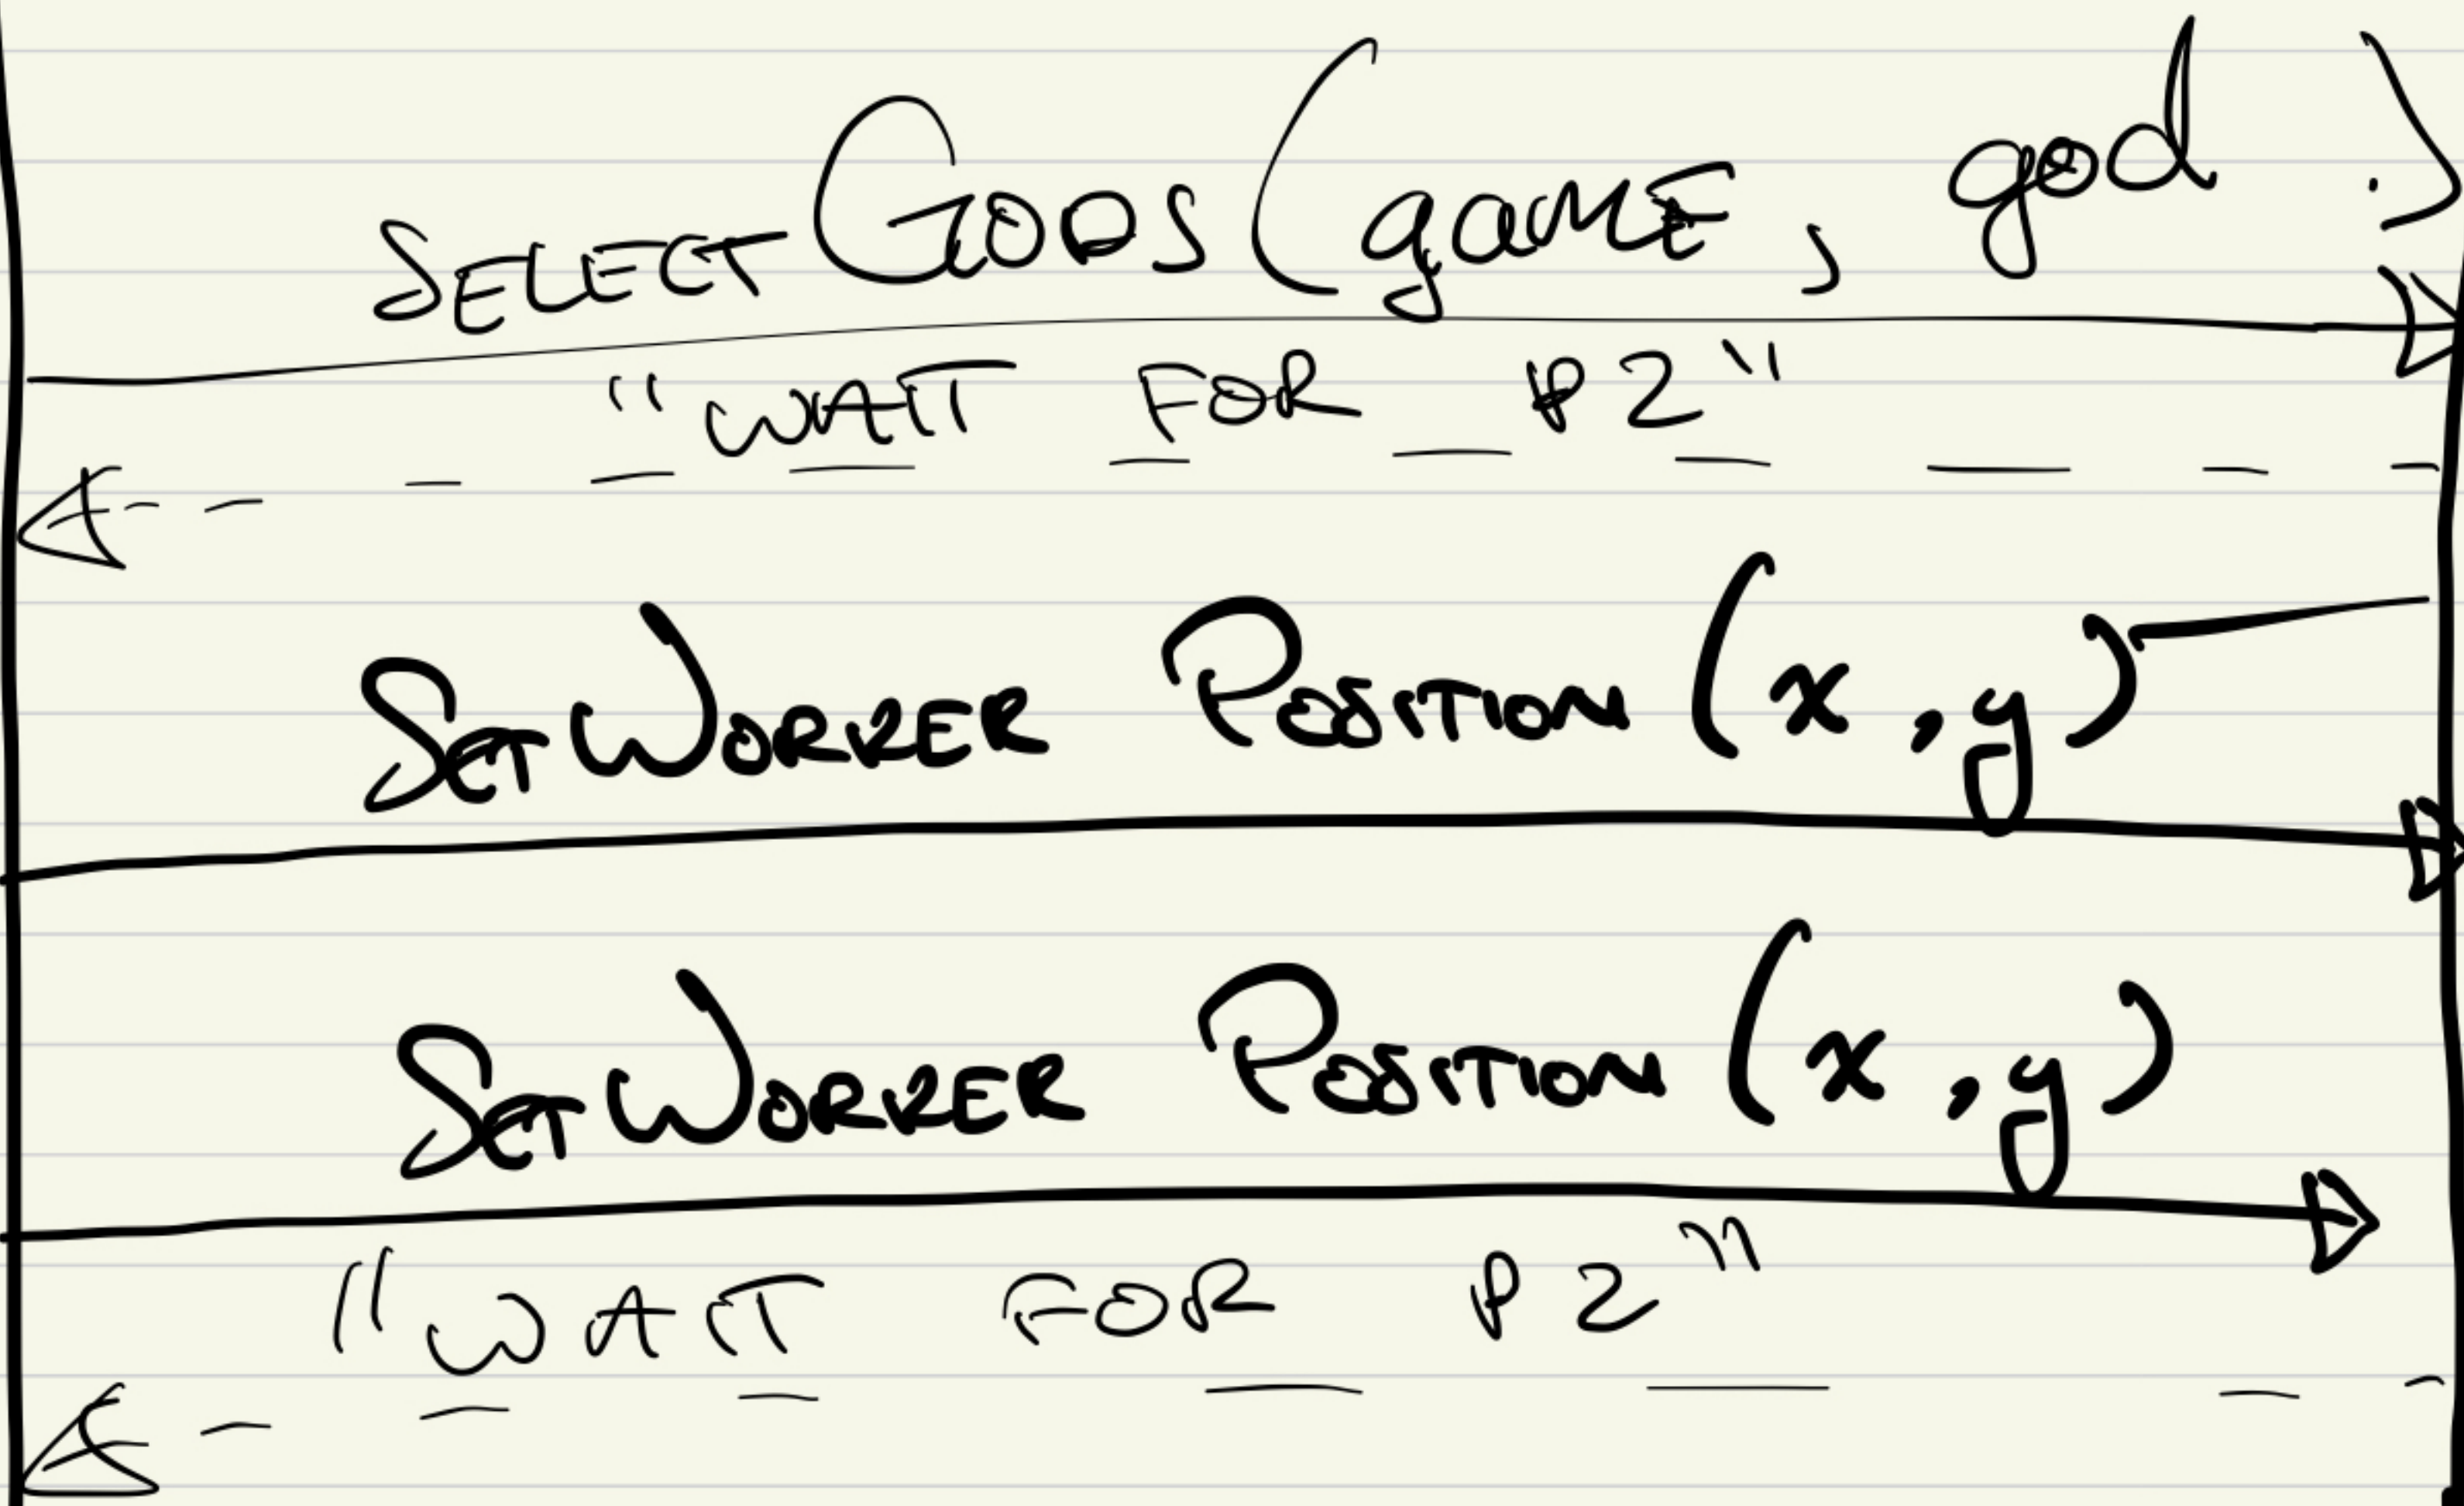 SELECT GODS (game, god .)
"WAIT FOR P2"
SET WORKER POSITION (x, y)
SET WORKER POSITION (x, y)
"WAIT FOR P2"